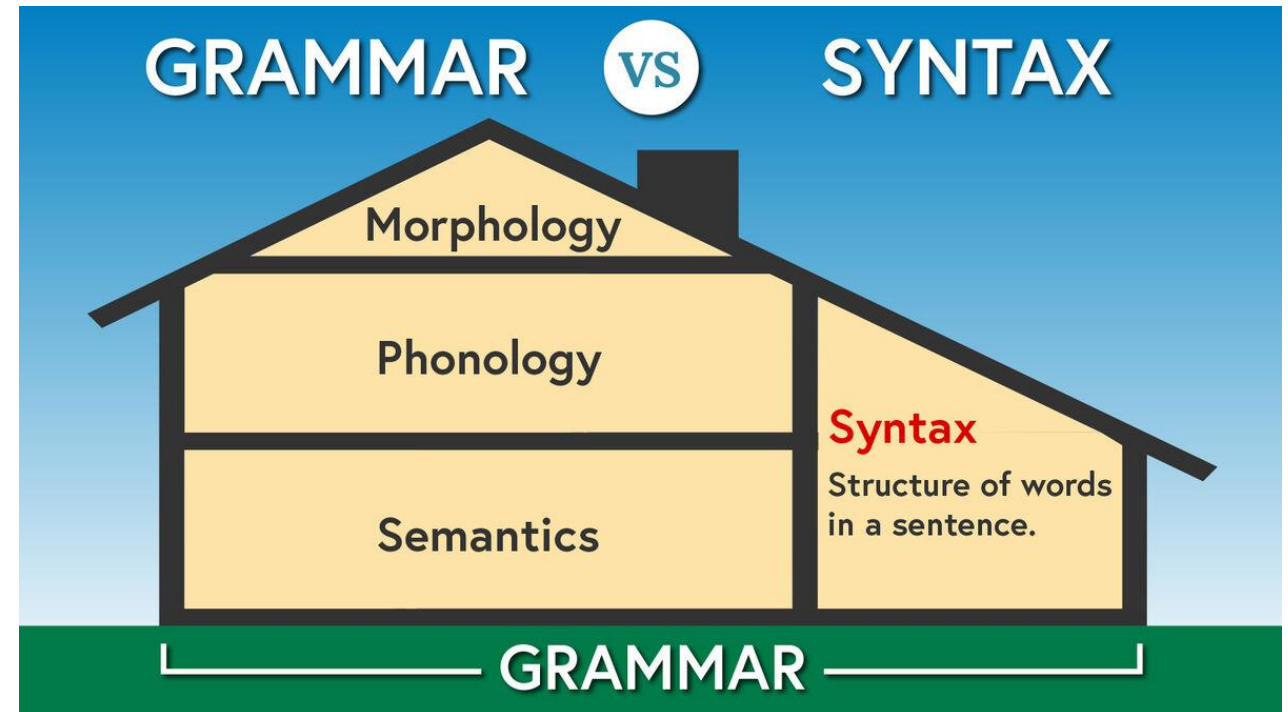 GRAMMAR VS SYNTAX
Morphology
Phonology
Semantics
Syntax
Structure of words
in a sentence.
GRAMMAR